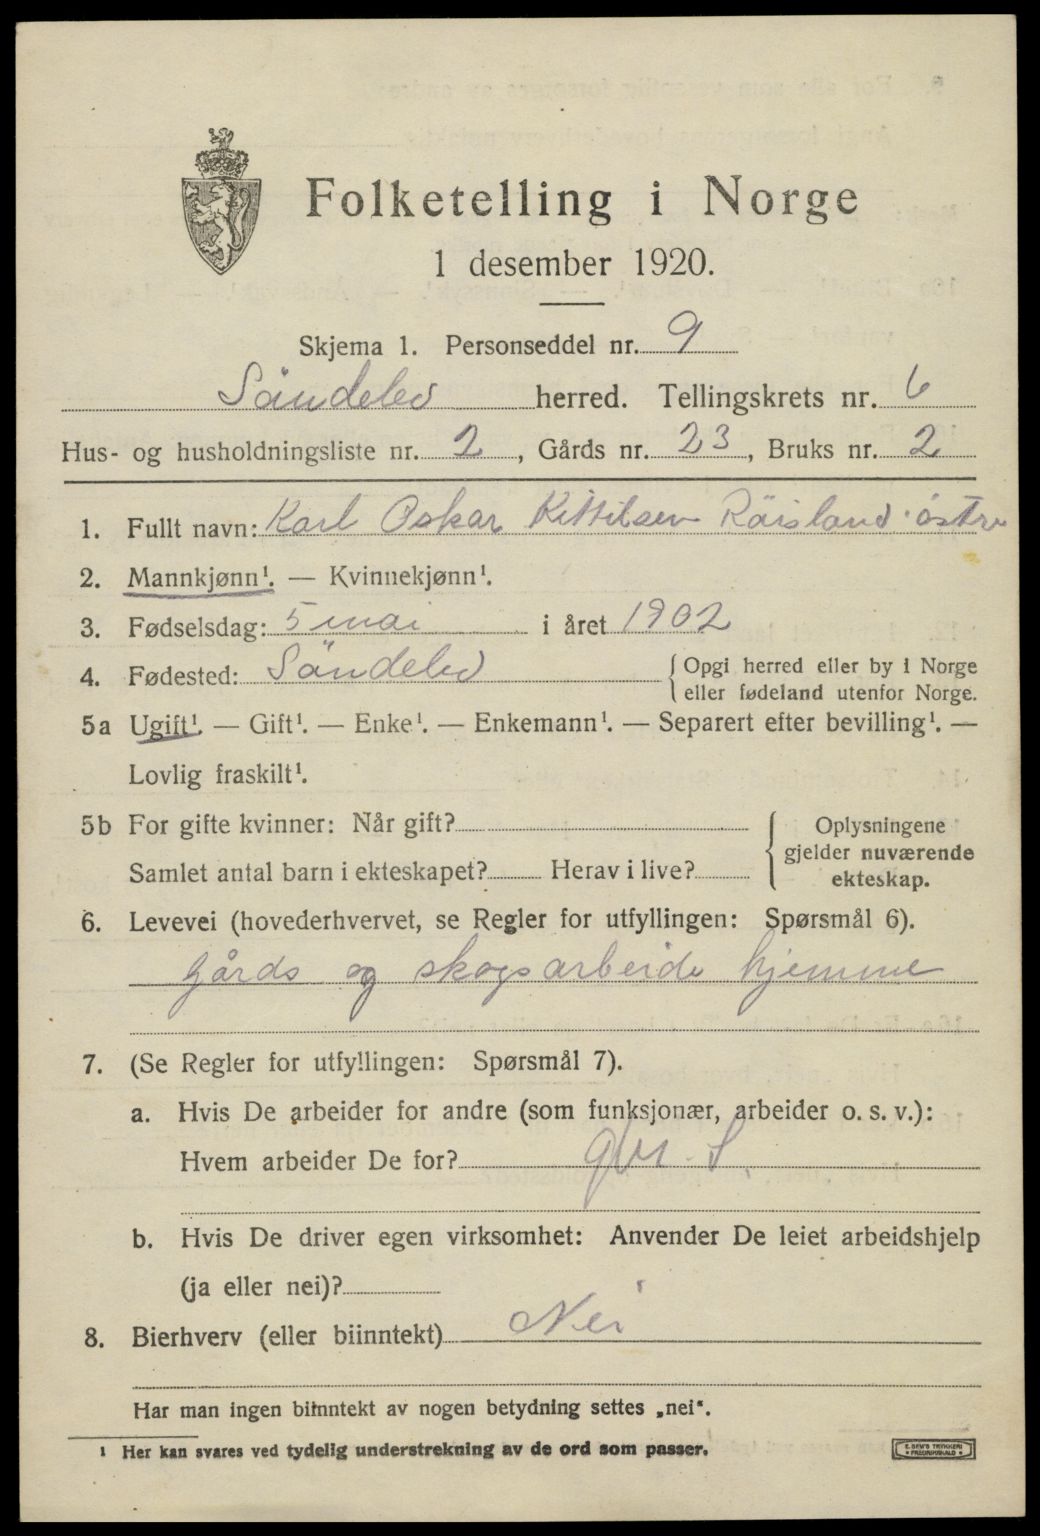 Folketelling i Norge
1 desember 1920.
Skjema 1. Personseddel nr. 9
Söndeled herred. Tellingskrets nr. 6
Hus- og husholdningsliste nr. 2, Gårds nr. 23, Bruks nr. 2
1. Fullt navn: Karl Oskar Kittilsen Röisland östre
2. Mannkjønn¹. — Kvinnekjønn¹.
3. Fødselsdag: 5 mai i året 1902
4. Fødested: Söndeled {Opgi herred eller by i Norge
eller fødeland utenfor Norge.
5a Ugift¹. — Gift¹. — Enke¹. — Enkemann¹. — Separert efter bevilling¹. —
Lovlig fraskilt¹.
5b For gifte kvinner: Når gift? { Oplysningene
gjelder nuværende
Samlet antal barn i ekteskapet? Herav i live? ekteskap.
6. Levevei (hovederhvervet, se Regler for utfyllingen: Spørsmål 6).
gårds og skogsarbeide hjemme
7. (Se Regler for utfyllingen: Spørsmål 7).
a. Hvis De arbeider for andre (som funksjonær, arbeider o. s. v.):
Hvem arbeider De for?
b. Hvis De driver egen virksomhet: Anvender De leiet arbeidshjelp
(ja eller nei)?
8. Bierhverv (eller biinntekt) Nei
Har man ingen biinntekt av nogen betydning settes „nei“.
¹ Her kan svares ved tydelig understrekning av de ord som passer.
E. SEM'S TRYKKERI
FREDRIKSHALD